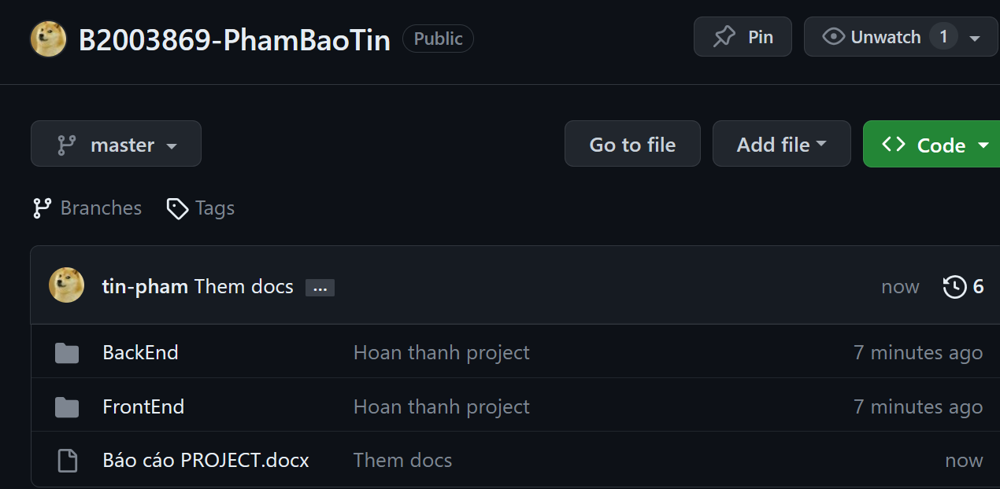 B2003869-PhamBaoTin Public Pin Unwatch 1
master Go to file Add file Code
Branches Tags
tin-pham Them docs ... now 6
BackEnd Hoan thanh project 7 minutes ago
FrontEnd Hoan thanh project 7 minutes ago
Báo cáo PROJECT.docx Them docs now